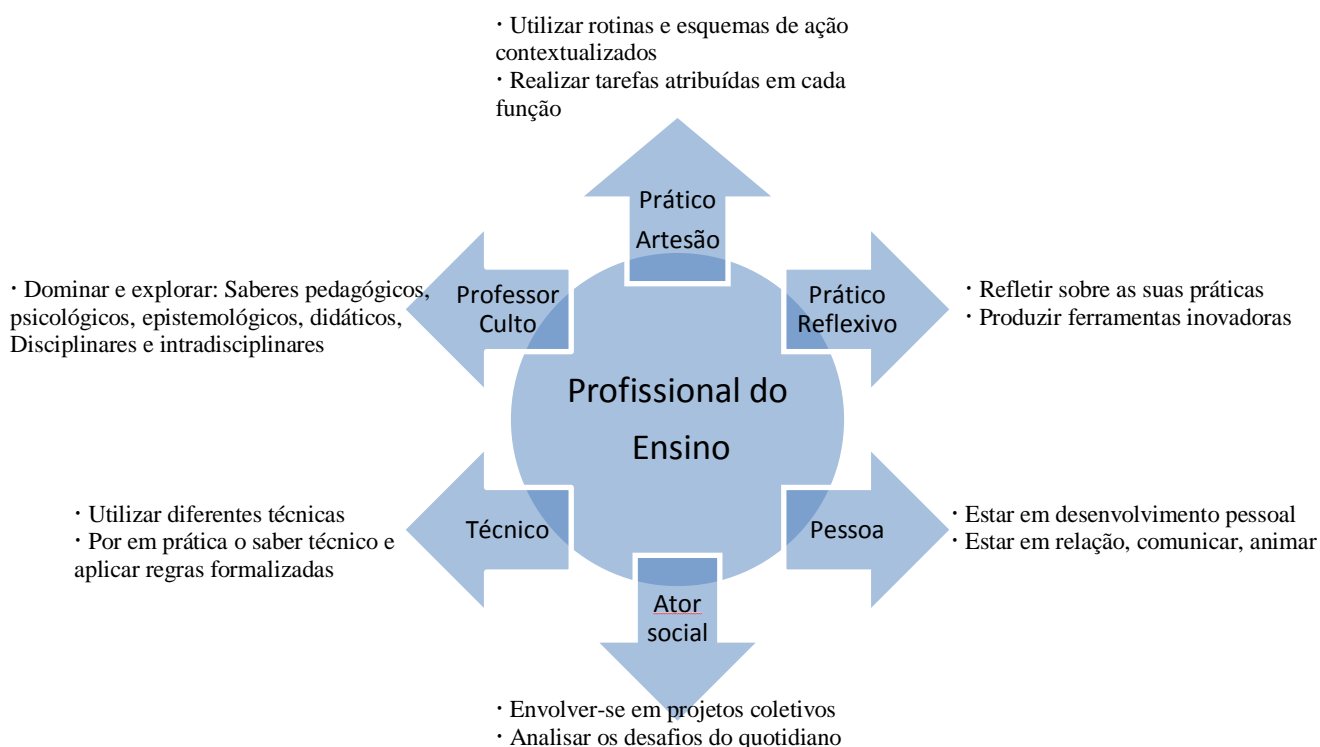 · Utilizar rotinas e esquemas de ação
contextualizados
· Realizar tarefas atribuídas em cada
função
Prático
Artesão
· Dominar e explorar: Saberes pedagógicos,
psicológicos, epistemológicos, didáticos,
Disciplinares e intradisciplinares
Professor
Culto
Prático
Reflexivo
· Refletir sobre as suas práticas
· Produzir ferramentas inovadoras
Profissional do
Ensino
· Utilizar diferentes técnicas
· Por em prática o saber técnico e
aplicar regras formalizadas
Técnico
Pessoa
· Estar em desenvolvimento pessoal
· Estar em relação, comunicar, animar
Ator
social
· Envolver-se em projetos coletivos
· Analisar os desafios do quotidiano